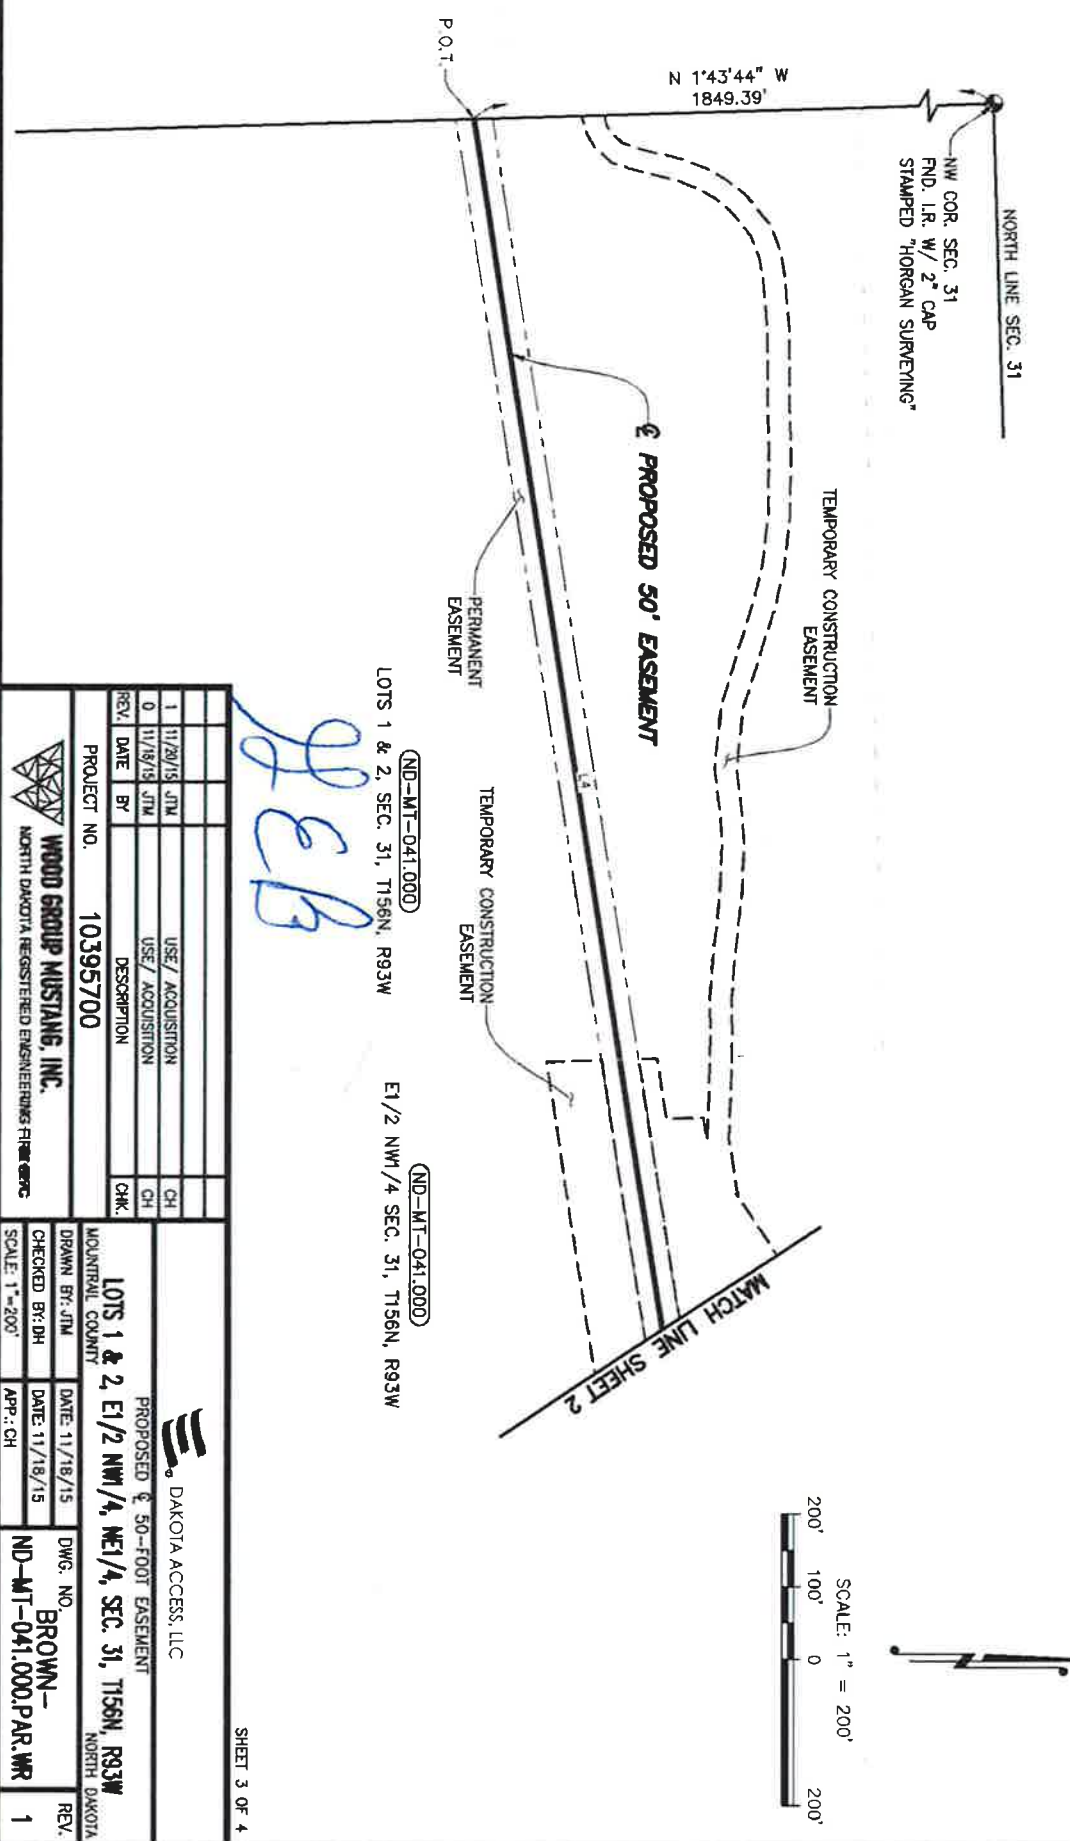 NORTH LINE SEC. 31
NW COR. SEC. 31
FND. I.R. W/ 2" CAP
STAMPED "HORGAN SURVEYING"
N 1°43'44" W
1849.39'
P.O.T.
TEMPORARY CONSTRUCTION
EASEMENT
℄ PROPOSED 50' EASEMENT
PERMANENT
EASEMENT
L4
TEMPORARY CONSTRUCTION
EASEMENT
MATCH LINE SHEET 2
SCALE: 1" = 200'
200' 100' 0 200'
ND-MT-041.000
LOTS 1 & 2, SEC. 31, T156N, R93W
ND-MT-041.000
E1/2 NW1/4 SEC. 31, T156N, R93W
YEB
SHEET 3 OF 4
1 11/20/15 JTM USE/ ACQUISITION CH
0 11/18/15 JTM USE/ ACQUISITION CH
REV. DATE BY DESCRIPTION CHK.
PROJECT NO. 10395700
WOOD GROUP MUSTANG, INC.
NORTH DAKOTA REGISTERED ENGINEERING FIRM
DAKOTA ACCESS, LLC
PROPOSED ℄ 50-FOOT EASEMENT
LOTS 1 & 2, E1/2 NW1/4, NE1/4, SEC. 31, T156N, R93W
MOUNTRAIL COUNTY NORTH DAKOTA
DRAWN BY: JTM DATE: 11/18/15 DWG. NO. REV.
CHECKED BY: DH DATE: 11/18/15 BROWN-
SCALE: 1"=200' APP.: CH ND-MT-041.000.PAR.WR 1